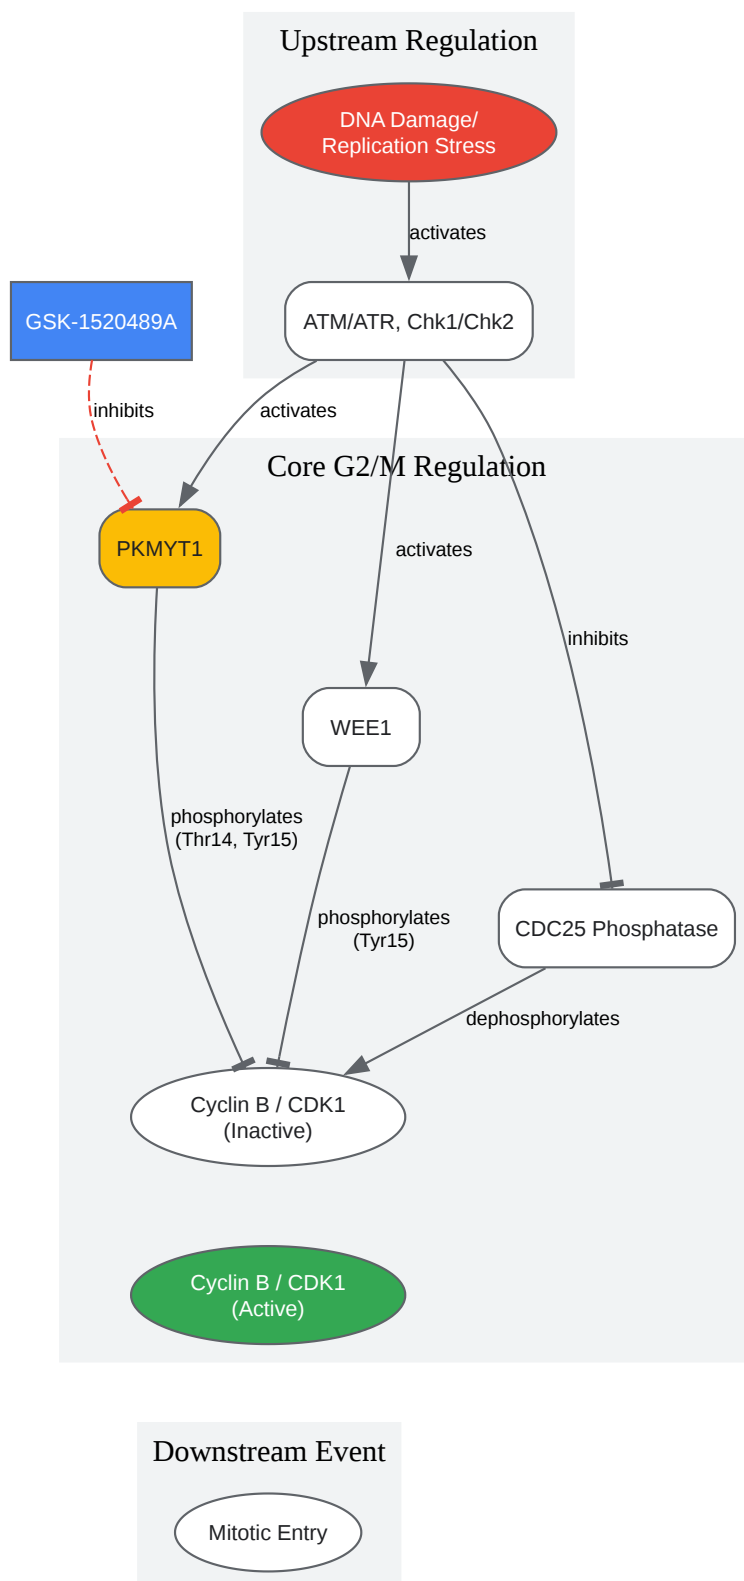 Upstream Regulation
DNA Damage/
Replication Stress
activates
GSK-1520489A
ATM/ATR, Chk1/Chk2
inhibits
activates
Core G2/M Regulation
PKMYT1
activates
inhibits
WEE1
phosphorylates
(Thr14, Tyr15)
phosphorylates
(Tyr15)
CDC25 Phosphatase
dephosphorylates
Cyclin B / CDK1
(Inactive)
Cyclin B / CDK1
(Active)
Downstream Event
Mitotic Entry